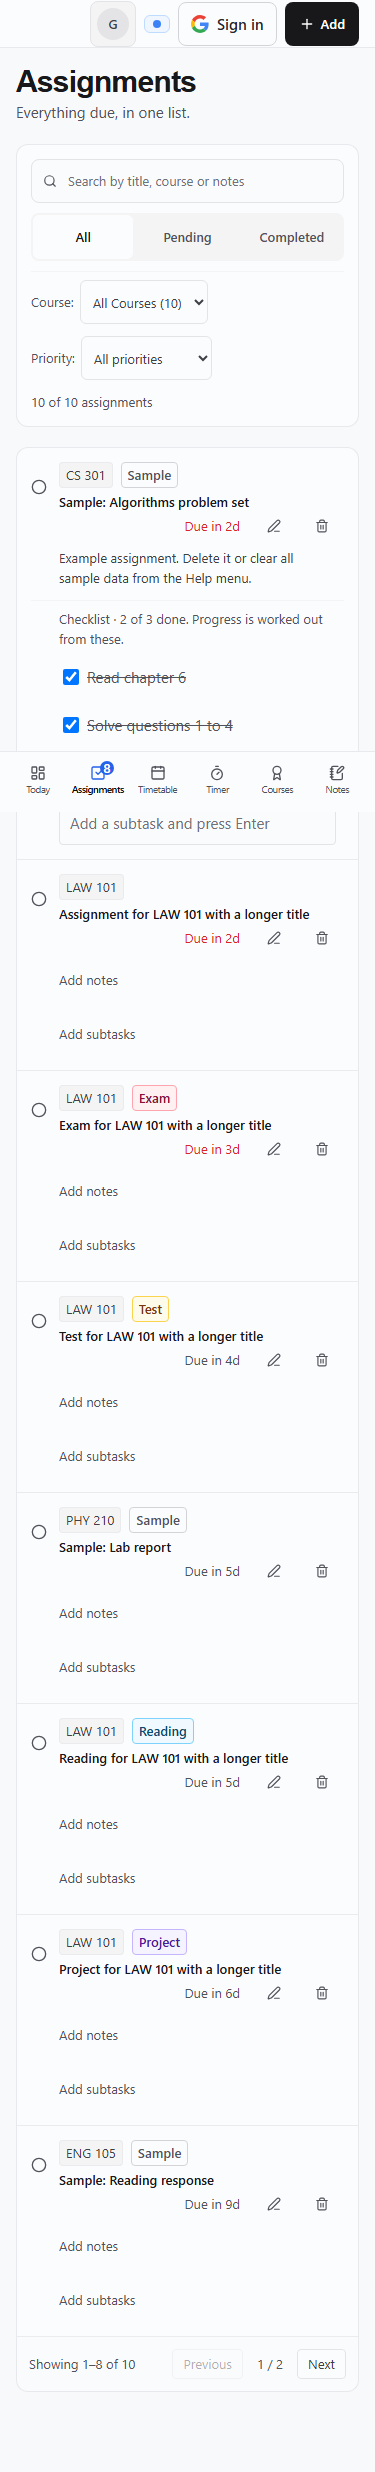 G
Sign in
Add
Assignments
Everything due, in one list.
Search by title, course or notes
All
Pending
Completed
Course:
All Courses (10)
Priority:
All priorities
10 of 10 assignments
CS 301
Sample
Sample: Algorithms problem set
Due in 2d
Example assignment. Delete it or clear all
sample data from the Help menu.
Checklist · 2 of 3 done. Progress is worked out
from these.
Read chapter 6
Solve questions 1 to 4
Today
8
Assignments
Timetable
Timer
Courses
Notes
Add a subtask and press Enter
LAW 101
Assignment for LAW 101 with a longer title
Due in 2d
Add notes
Add subtasks
LAW 101
Exam
Exam for LAW 101 with a longer title
Due in 3d
Add notes
Add subtasks
LAW 101
Test
Test for LAW 101 with a longer title
Due in 4d
Add notes
Add subtasks
PHY 210
Sample
Sample: Lab report
Due in 5d
Add notes
Add subtasks
LAW 101
Reading
Reading for LAW 101 with a longer title
Due in 5d
Add notes
Add subtasks
LAW 101
Project
Project for LAW 101 with a longer title
Due in 6d
Add notes
Add subtasks
ENG 105
Sample
Sample: Reading response
Due in 9d
Add notes
Add subtasks
Showing 1–8 of 10
Previous
1 / 2
Next